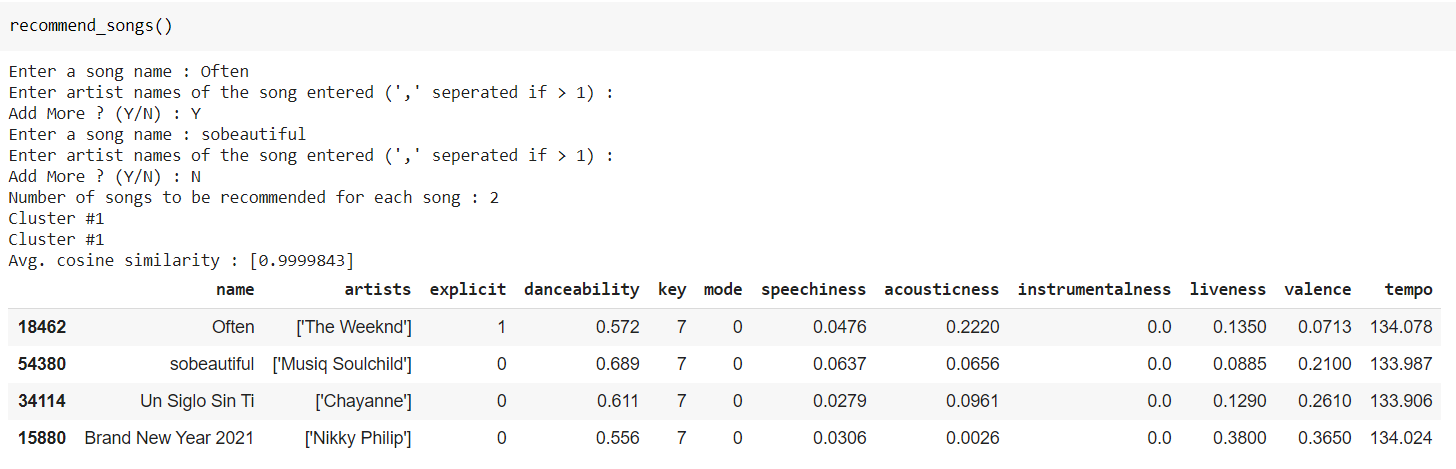 recommend_songs()
Enter a song name : Often
Enter artist names of the song entered (',' seperated if > 1) :
Add More ? (Y/N) : Y
Enter a song name : sobeautiful
Enter artist names of the song entered (',' seperated if > 1) :
Add More ? (Y/N) : N
Number of songs to be recommended for each song : 2
Cluster #1
Cluster #1
Avg. cosine similarity : [0.9999843]
name artists explicit danceability key mode speechiness acousticness instrumentalness liveness valence tempo
18462 Often ['The Weeknd'] 1 0.572 7 0 0.0476 0.2220 0.0 0.1350 0.0713 134.078
54380 sobeautiful ['Musiq Soulchild'] 0 0.689 7 0 0.0637 0.0656 0.0 0.0885 0.2100 133.987
34114 Un Siglo Sin Ti ['Chayanne'] 0 0.611 7 0 0.0279 0.0961 0.0 0.1290 0.2610 133.906
15880 Brand New Year 2021 ['Nikky Philip'] 0 0.556 7 0 0.0306 0.0026 0.0 0.3800 0.3650 134.024